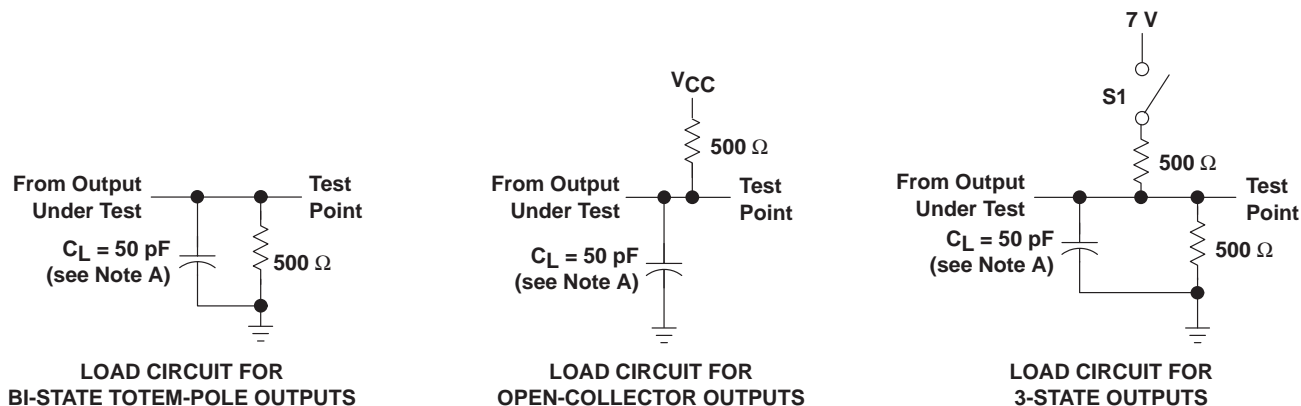 From Output
Under Test
Test
Point
CL = 50 pF
(see Note A)
500 Ω
LOAD CIRCUIT FOR
BI-STATE TOTEM-POLE OUTPUTS
VCC
500 Ω
From Output
Under Test
Test
Point
CL = 50 pF
(see Note A)
LOAD CIRCUIT FOR
OPEN-COLLECTOR OUTPUTS
7 V
S1
500 Ω
From Output
Under Test
Test
Point
CL = 50 pF
(see Note A)
500 Ω
LOAD CIRCUIT FOR
3-STATE OUTPUTS